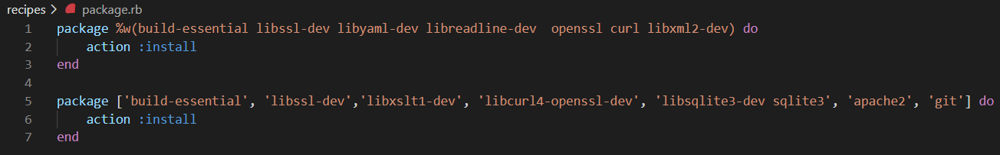 recipes > package.rb
1 package %w(build-essential libssl-dev libyaml-dev libreadline-dev  openssl curl libxml2-dev) do
2     action :install
3 end
4
5 package ['build-essential', 'libssl-dev','libxslt1-dev', 'libcurl4-openssl-dev', 'libsqlite3-dev sqlite3', 'apache2', 'git'] do
6     action :install
7 end